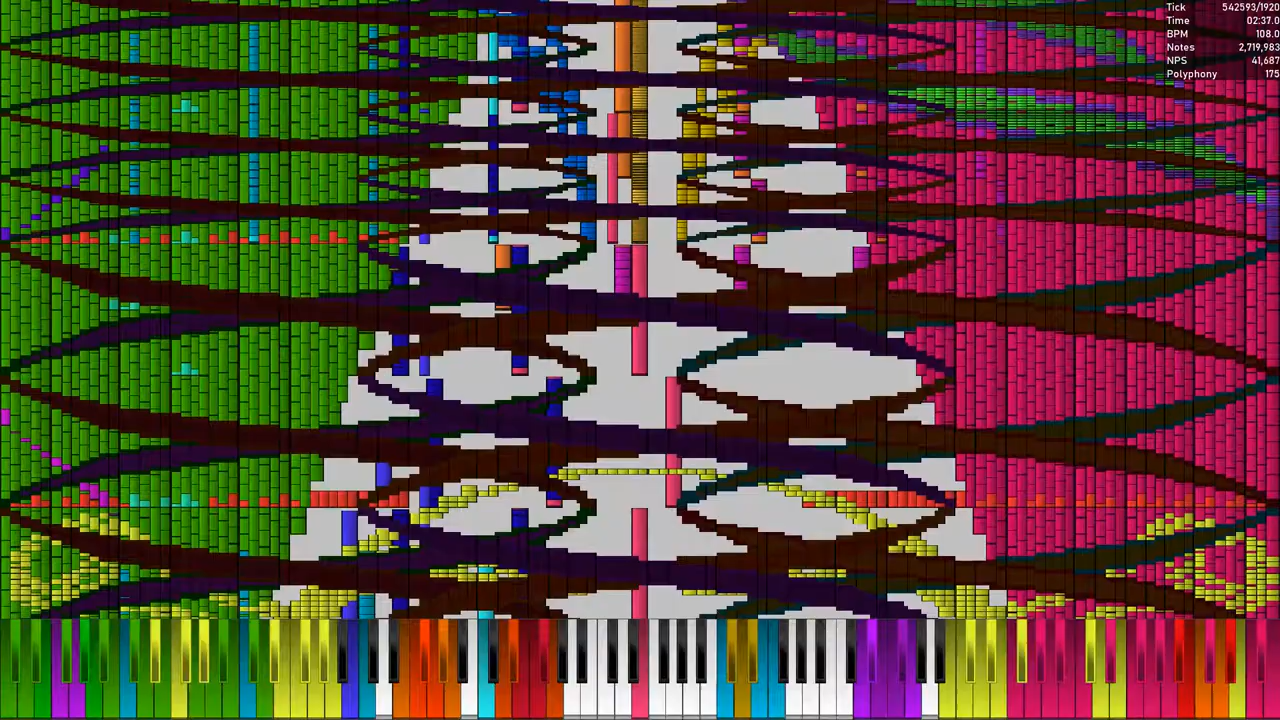 Tick 542593/1920
Time 02:37.0
BPM 108.0
Notes 2,719,983
NPS 41,687
Polyphony 175